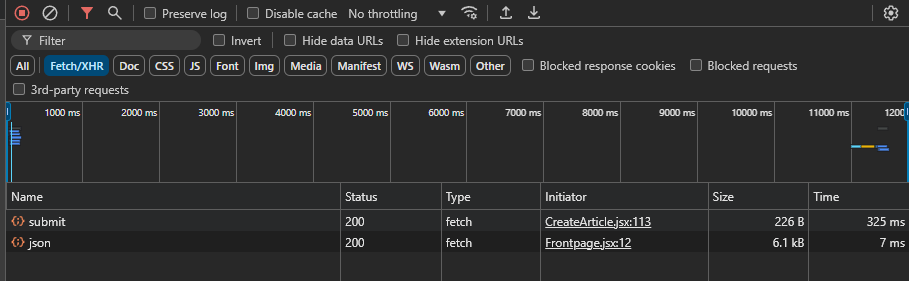 Preserve log Disable cache No throttling
Filter Invert Hide data URLs Hide extension URLs
All Fetch/XHR Doc CSS JS Font Img Media Manifest WS Wasm Other Blocked response cookies Blocked requests
3rd-party requests
1000 ms 2000 ms 3000 ms 4000 ms 5000 ms 6000 ms 7000 ms 8000 ms 9000 ms 10000 ms 11000 ms 1200
Name Status Type Initiator Size Time
submit 200 fetch CreateArticle.jsx:113 226 B 325 ms
json 200 fetch Frontpage.jsx:12 6.1 kB 7 ms